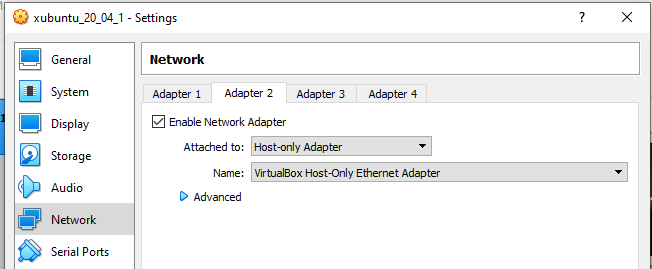 xubuntu_20_04_1 - Settings
?
General
System
Display
Storage
Audio
Network
Serial Ports
Network
Adapter 1 Adapter 2 Adapter 3 Adapter 4
Enable Network Adapter
Attached to: Host-only Adapter
Name: VirtualBox Host-Only Ethernet Adapter
Advanced